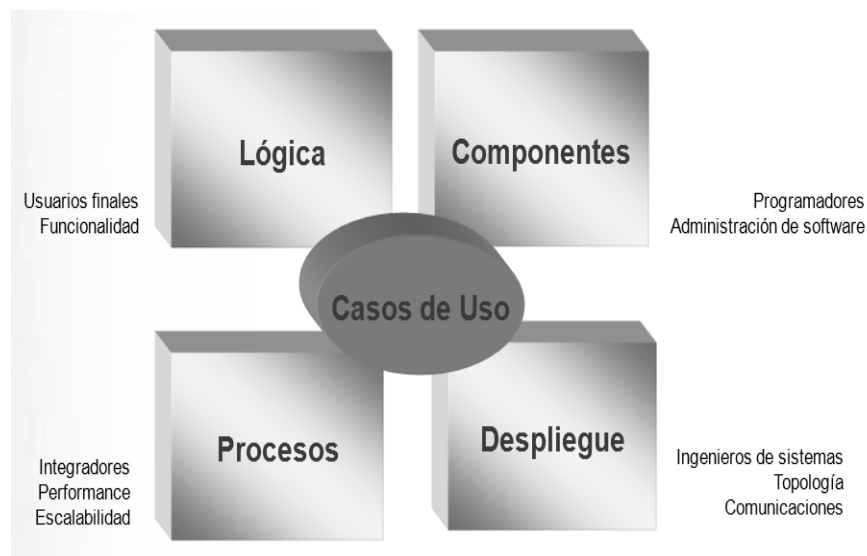 Lógica
Componentes
Usuarios finales
Funcionalidad
Programadores
Administración de software
Casos de Uso
Procesos
Despliegue
Integradores
Performance
Escalabilidad
Ingenieros de sistemas
Topología
Comunicaciones